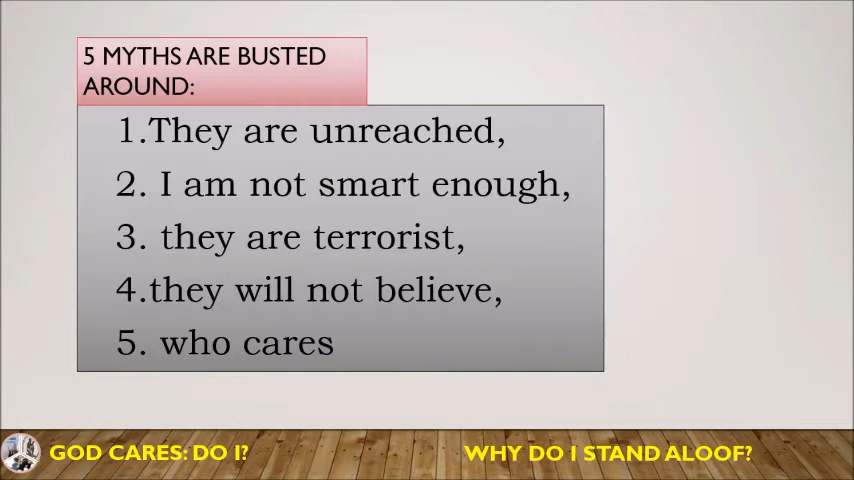 5 MYTHS ARE BUSTED
AROUND:
1.They are unreached,
2. I am not smart enough,
3. they are terrorist,
4.they will not believe,
5. who cares
GOD CARES: DO I?
WHY DO I STAND ALOOF?